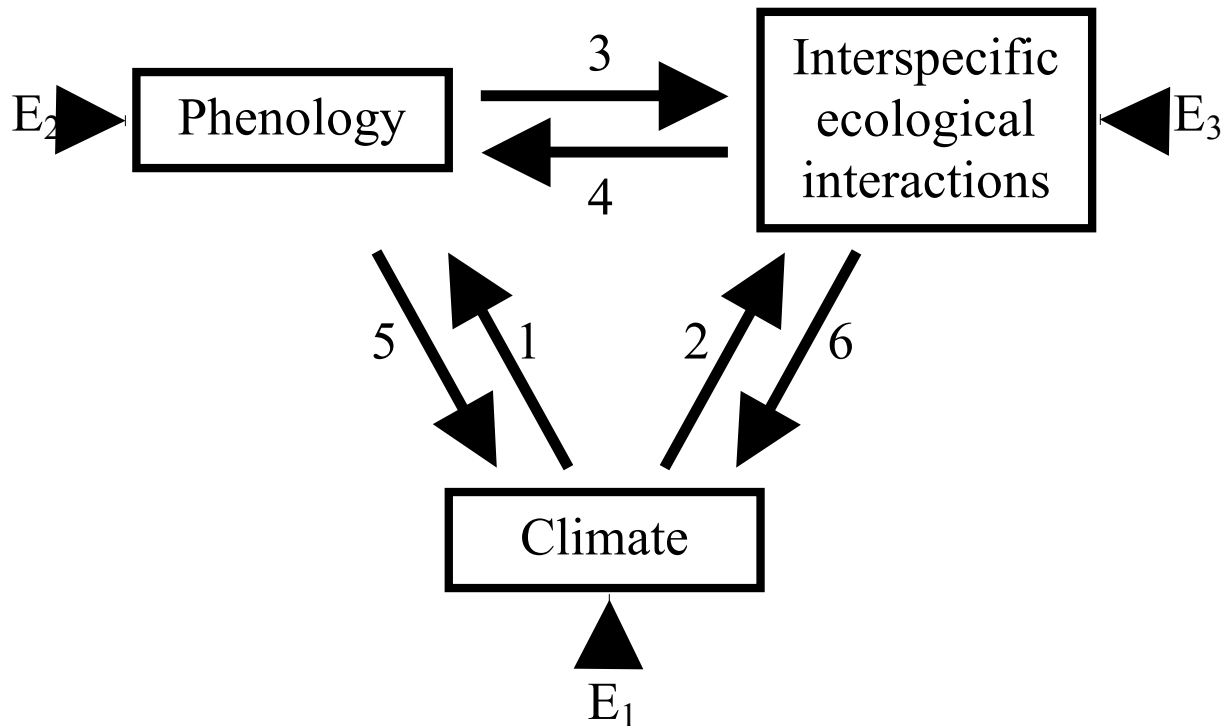 3
Interspecific
ecological
interactions
E₂
Phenology
E₃
4
5
1
2
6
Climate
E₁